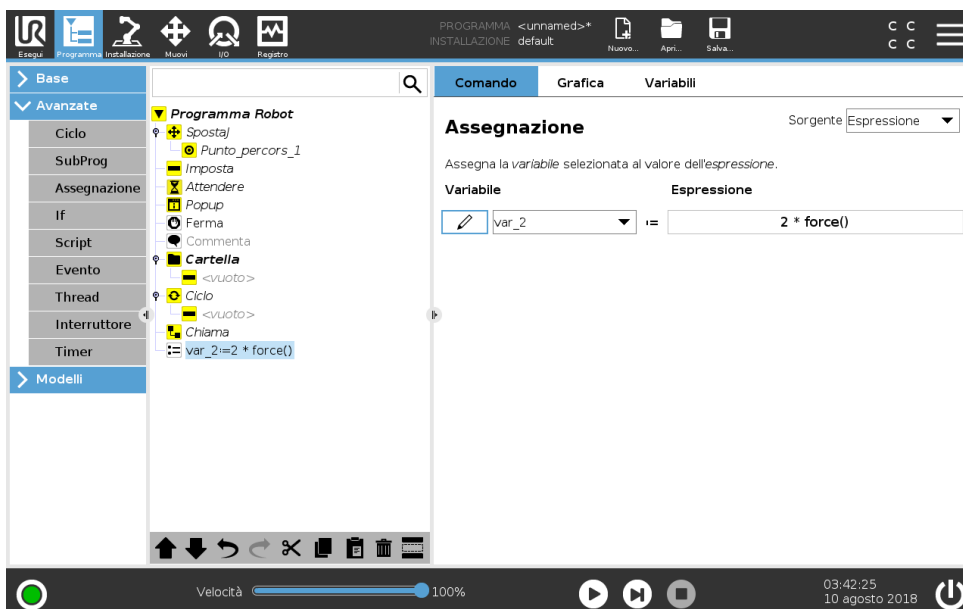 UR
Esegui
Programma
Installazione
Muovi
I/O
Registro
PROGRAMMA <unnamed>*
INSTALLAZIONE default
Nuovo...
Apri...
Salva...
C C
C C
Base
Avanzate
Ciclo
SubProg
Assegnazione
If
Script
Evento
Thread
Interruttore
Timer
Modelli
Programma Robot
SpostaJ
Punto_percors_1
Imposta
Attendere
Popup
Ferma
Commenta
Cartella
<vuoto>
Ciclo
<vuoto>
Chiama
var_2:=2 * force()
Comando Grafica Variabili
Assegnazione
Sorgente Espressione
Assegna la variabile selezionata al valore dell'espressione.
Variabile Espressione
var_2 := 2 * force()
Velocità 100%
03:42:25
10 agosto 2018